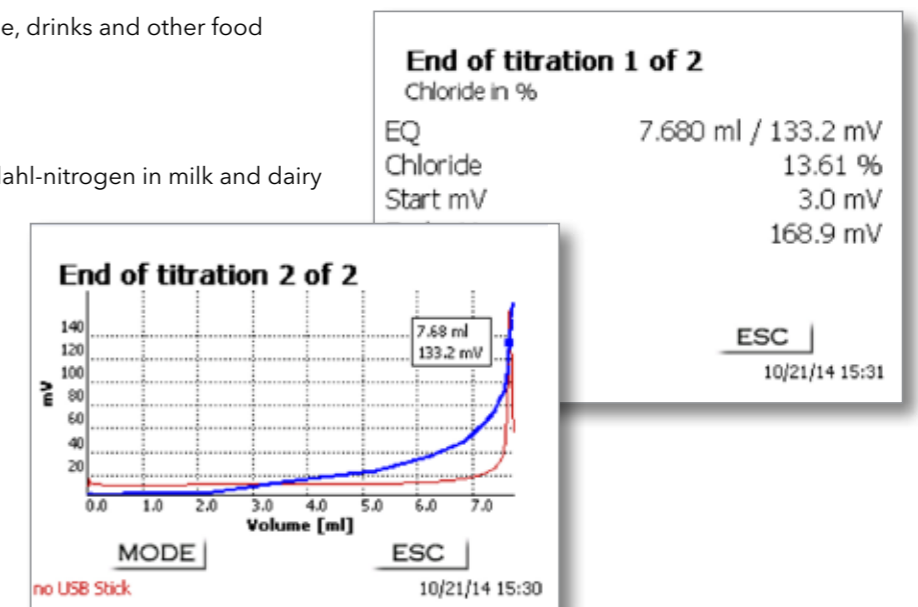 e, drinks and other food
dahl-nitrogen in milk and dairy
End of titration 1 of 2
Chloride in %
EQ 7.680 ml / 133.2 mV
Chloride 13.61 %
Start mV 3.0 mV
168.9 mV
ESC
10/21/14 15:31
End of titration 2 of 2
mV
140
120
100
80
60
40
20
7.68 ml
133.2 mV
0.0 1.0 2.0 3.0 4.0 5.0 6.0 7.0
Volume [ml]
MODE ESC
no USB Stick 10/21/14 15:30